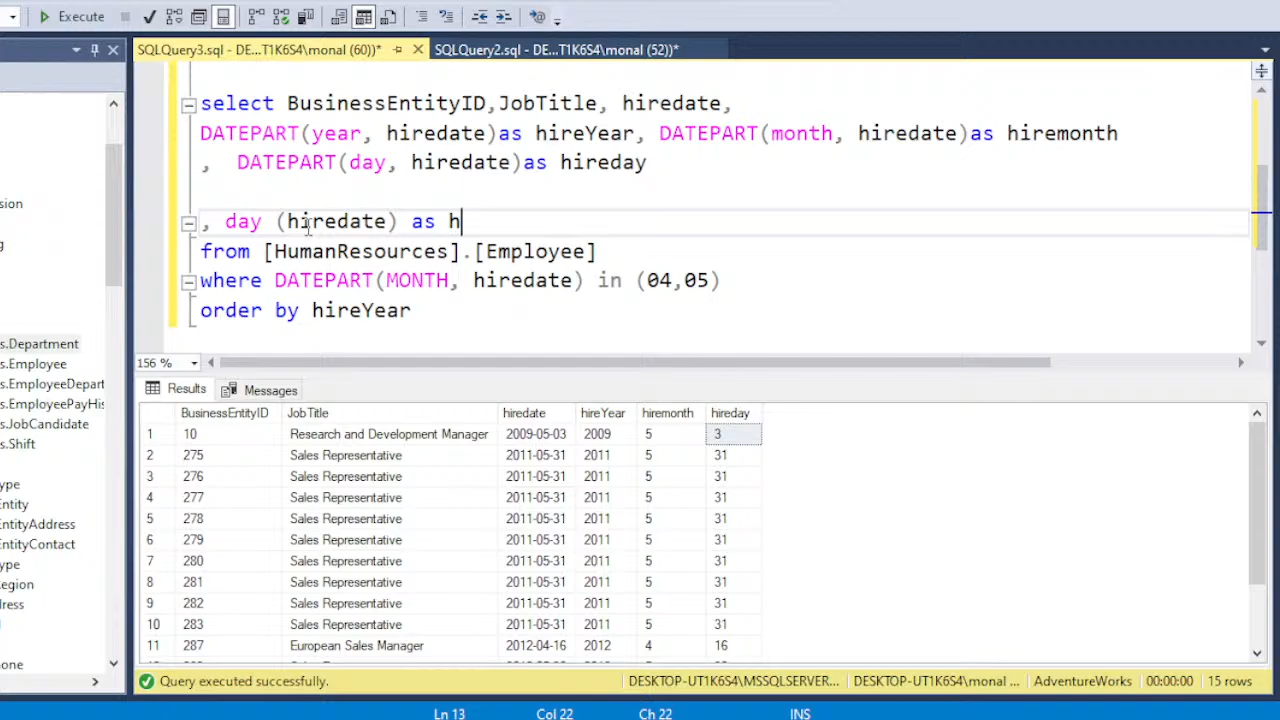 Execute
SQLQuery3.sql - DE...T1K6S4\monal (60))*
SQLQuery2.sql - DE...T1K6S4\monal (52))*
select BusinessEntityID,JobTitle, hiredate,
DATEPART(year, hiredate)as hireYear, DATEPART(month, hiredate)as hiremonth
, DATEPART(day, hiredate)as hireday
, day (hiredate) as h
from [HumanResources].[Employee]
where DATEPART(MONTH, hiredate) in (04,05)
order by hireYear
sion
s.Department
s.Employee
s.EmployeeDepart
s.EmployeePayHis
s.JobCandidate
s.Shift
ype
Entity
EntityAddress
EntityContact
ype
Region
dress
one
156 %
Results
Messages
BusinessEntityID JobTitle hiredate hireYear hiremonth hireday
1 10 Research and Development Manager 2009-05-03 2009 5 3
2 275 Sales Representative 2011-05-31 2011 5 31
3 276 Sales Representative 2011-05-31 2011 5 31
4 277 Sales Representative 2011-05-31 2011 5 31
5 278 Sales Representative 2011-05-31 2011 5 31
6 279 Sales Representative 2011-05-31 2011 5 31
7 280 Sales Representative 2011-05-31 2011 5 31
8 281 Sales Representative 2011-05-31 2011 5 31
9 282 Sales Representative 2011-05-31 2011 5 31
10 283 Sales Representative 2011-05-31 2011 5 31
11 287 European Sales Manager 2012-04-16 2012 4 16
Query executed successfully.
DESKTOP-UT1K6S4\MSSQLSERVER...
DESKTOP-UT1K6S4\monal ...
AdventureWorks
00:00:00
15 rows
Ln 13
Col 22
Ch 22
INS